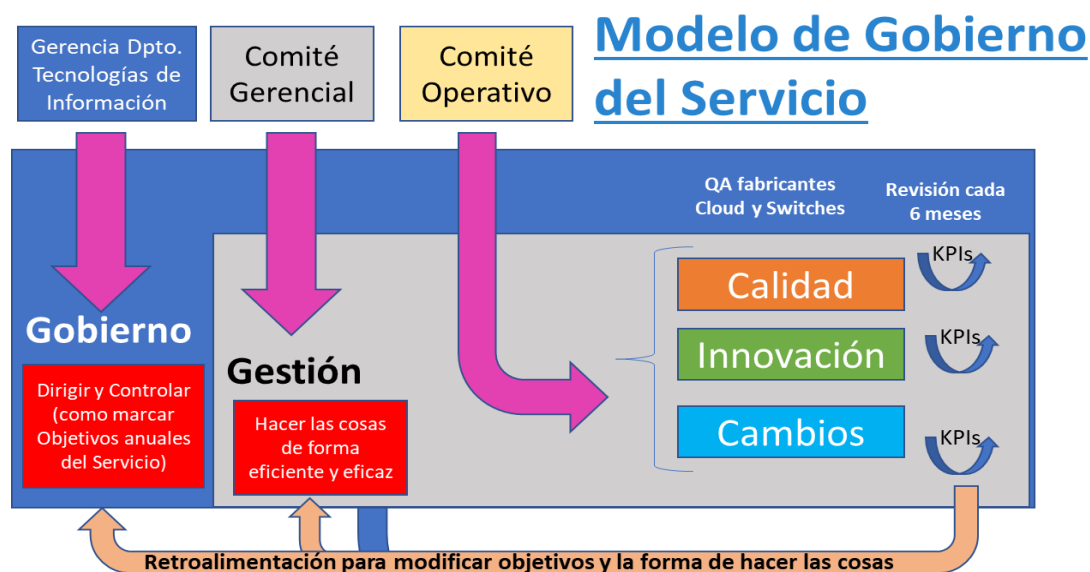 Modelo de Gobierno
del Servicio
Gerencia Dpto.
Tecnologías de
Información
Comité
Gerencial
Comité
Operativo
QA fabricantes
Cloud y Switches
Revisión cada
6 meses
Gobierno
Dirigir y Controlar
(como marcar
Objetivos anuales
del Servicio)
Gestión
Hacer las cosas
de forma
eficiente y eficaz
Calidad
KPIs
Innovación
KPIs
Cambios
KPIs
Retroalimentación para modificar objetivos y la forma de hacer las cosas